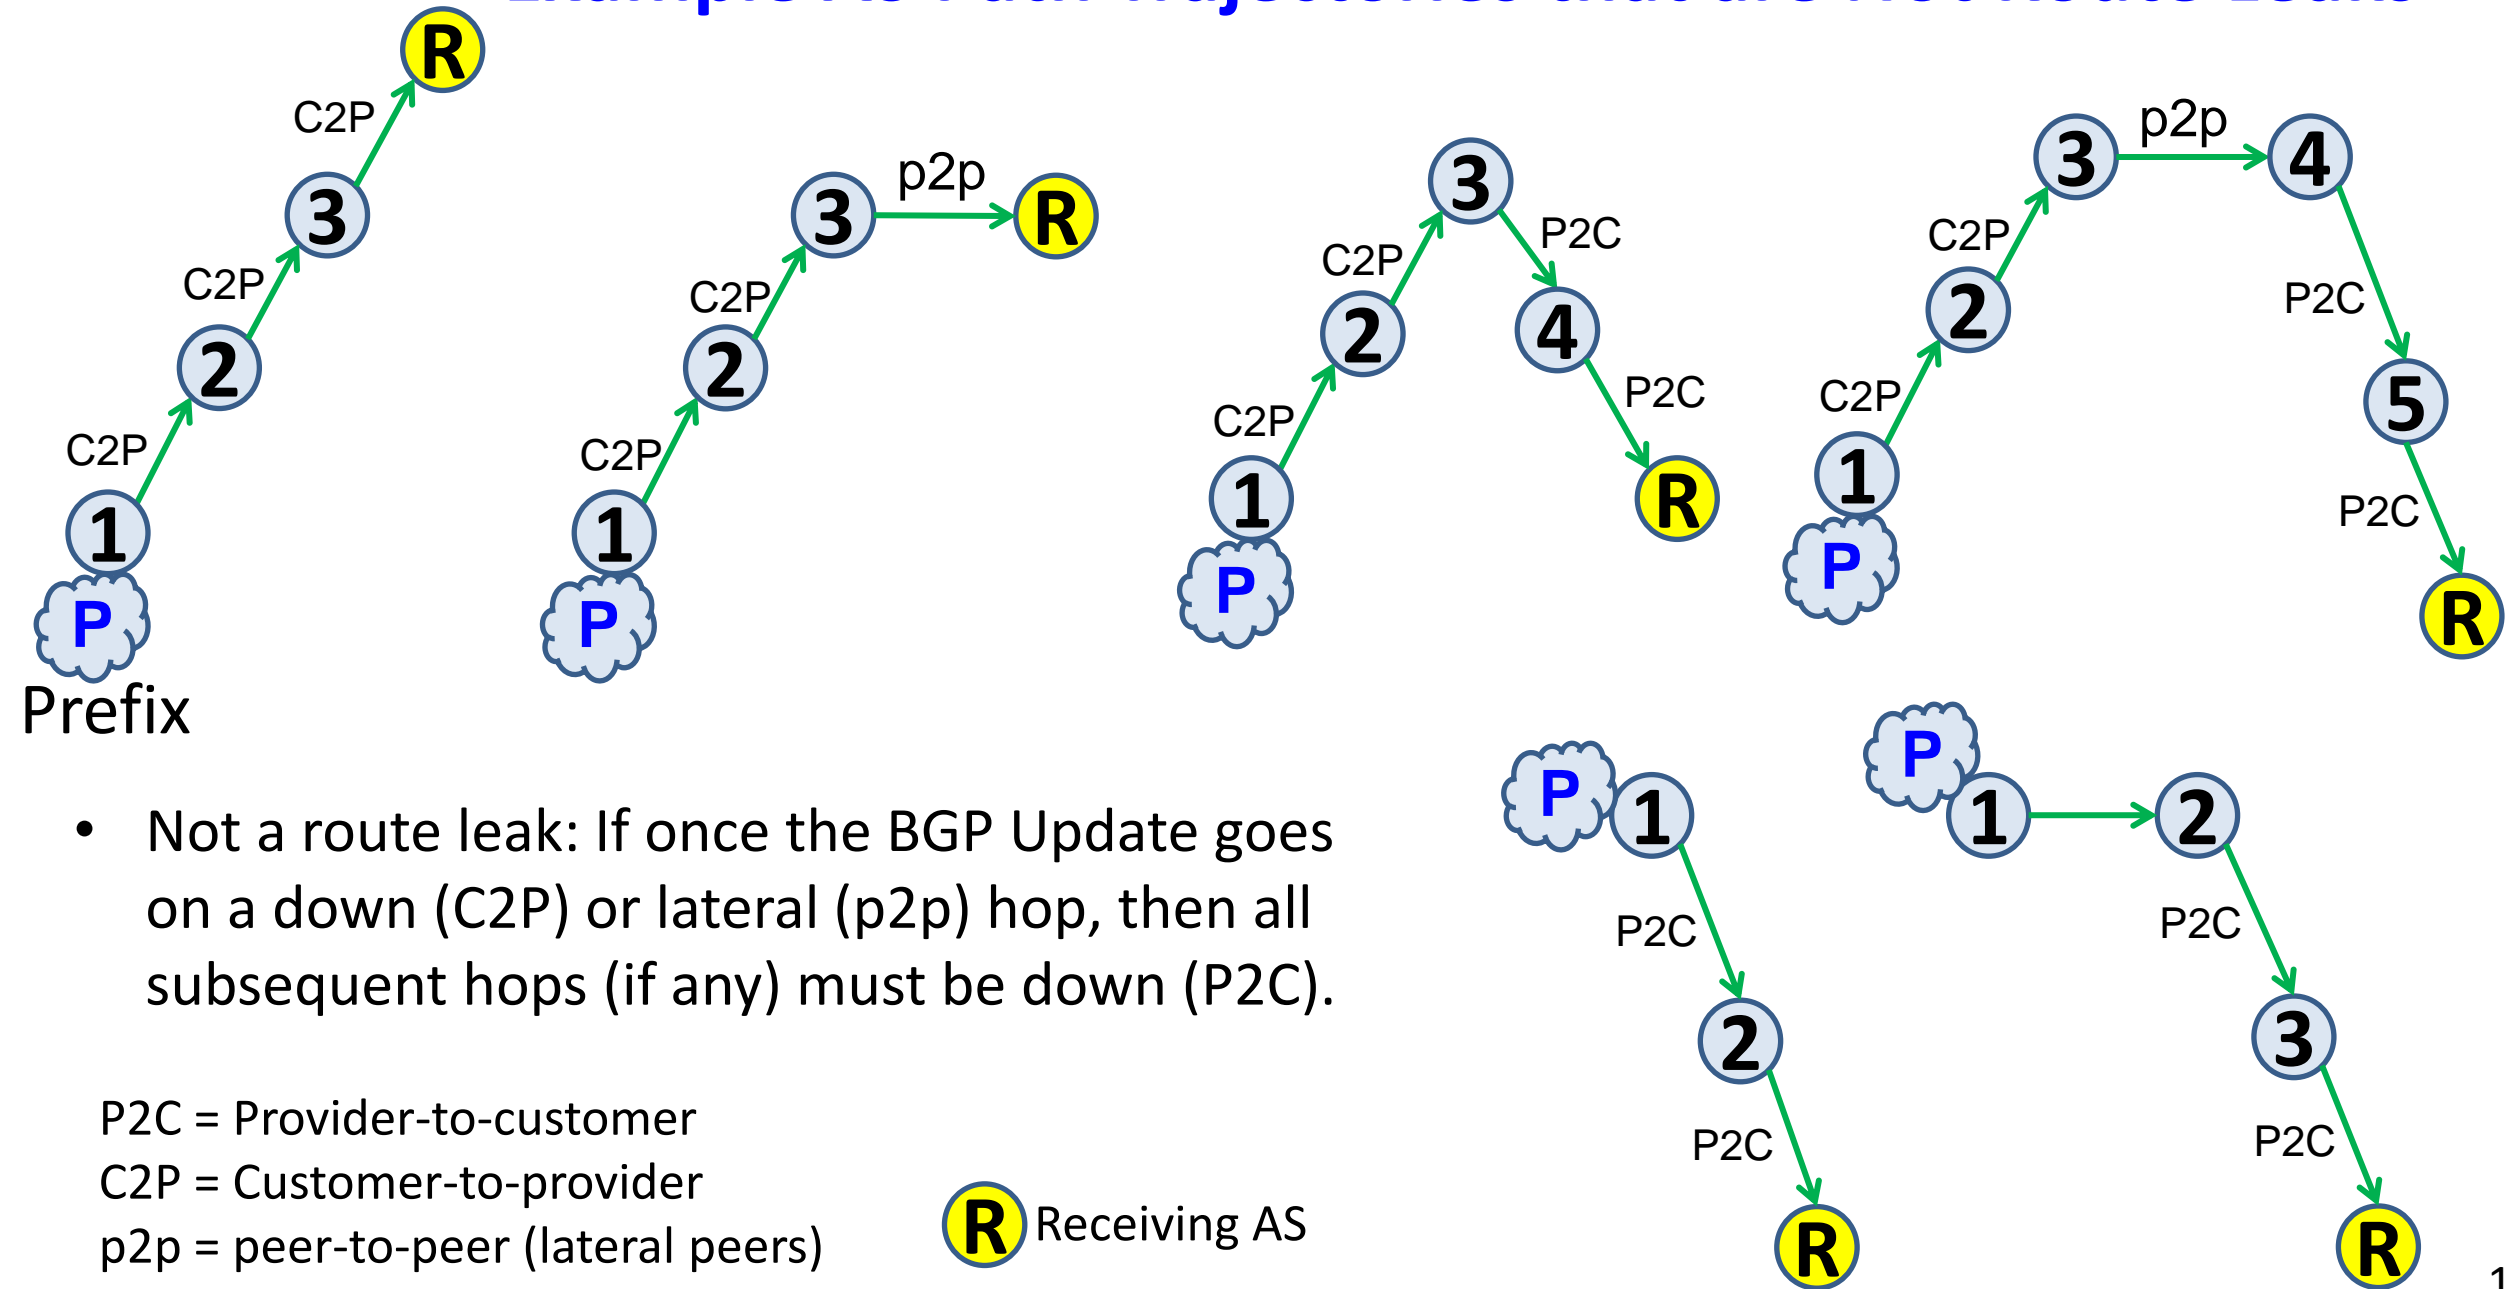 R
C2P
3
C2P
2
C2P
1
P
Prefix
R
p2p
3
C2P
2
C2P
1
P
3
P2C
C2P
4
2
P2C
C2P
R
1
P
3
p2p
4
C2P
P2C
2
5
C2P
P2C
1
R
P
• Not a route leak: If once the BGP Update goes
on a down (C2P) or lateral (p2p) hop, then all
subsequent hops (if any) must be down (P2C).
P
1
P2C
2
P2C
R
P
1
2
P2C
3
P2C
R
P2C = Provider-to-customer
C2P = Customer-to-provider
p2p = peer-to-peer (lateral peers)
R Receiving AS